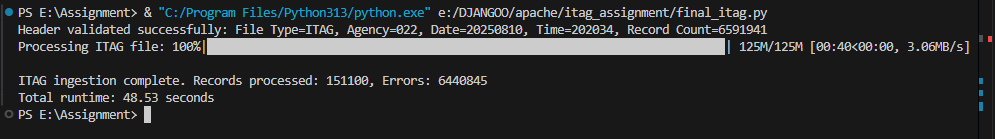 PS E:\Assignment> & "C:/Program Files/Python313/python.exe" e:/DJANGOO/apache/itag_assignment/final_itag.py
Header validated successfully: File Type=ITAG, Agency=022, Date=20250810, Time=202034, Record Count=6591941
Processing ITAG file: 100%|| 125M/125M [00:40<00:00, 3.06MB/s]
ITAG ingestion complete. Records processed: 151100, Errors: 6440845
Total runtime: 48.53 seconds
PS E:\Assignment>